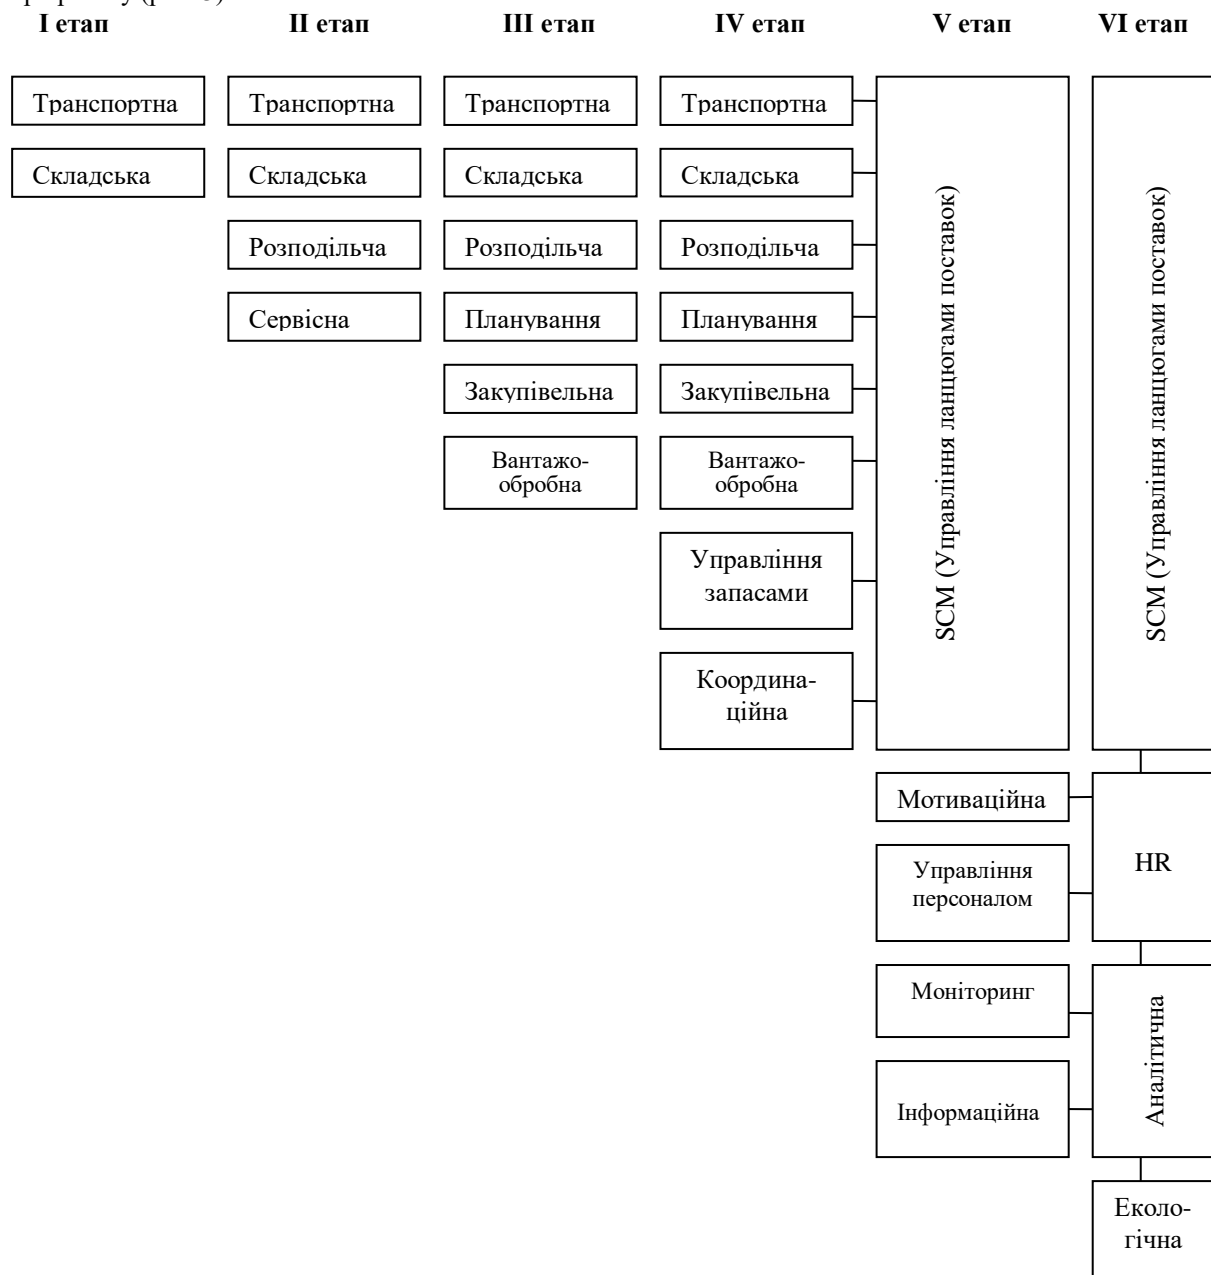 I етап II етап III етап IV етап V етап VI етап
Транспортна Транспортна Транспортна Транспортна
Складська Складська Складська Складська
Розподільча Розподільча Розподільча
Сервісна Планування Планування
Закупівельна Закупівельна
Вантажо-
обробна
Вантажо-
обробна
Управління
запасами
Координа-
ційна
SCM (Управління ланцюгами поставок)
SCM (Управління ланцюгами поставок)
Мотиваційна
Управління
персоналом
HR
Моніторинг
Інформаційна
Аналітична
Еколо-
гічна